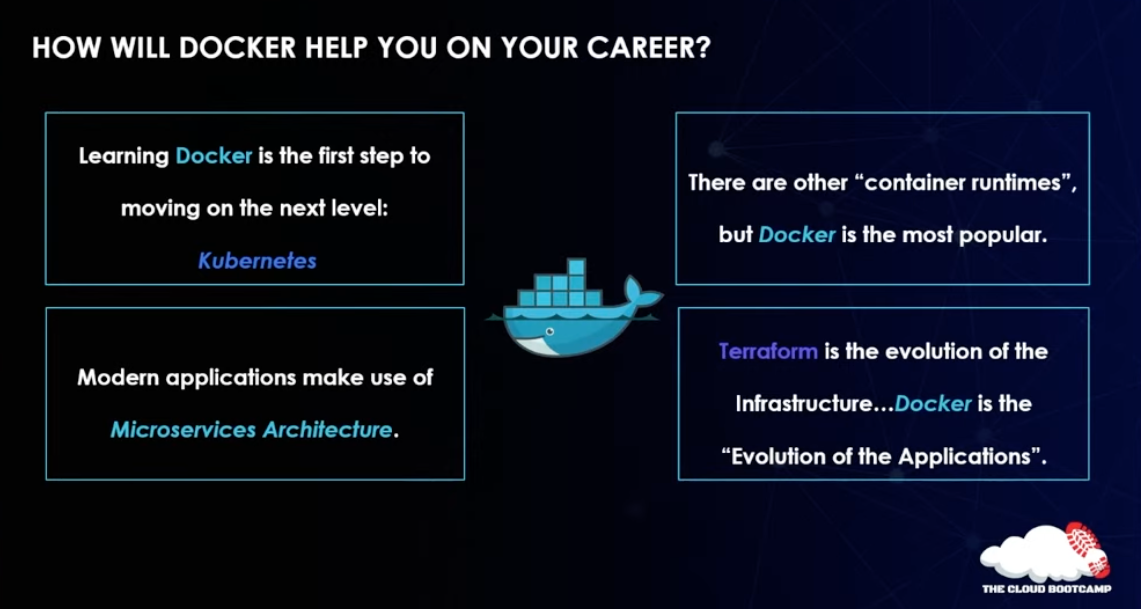 HOW WILL DOCKER HELP YOU ON YOUR CAREER?
Learning Docker is the first step to
moving on the next level:
Kubernetes
There are other “container runtimes”,
but Docker is the most popular.
Modern applications make use of
Microservices Architecture.
Terraform is the evolution of the
Infrastructure...Docker is the
“Evolution of the Applications”.
THE CLOUD BOOTCAMP